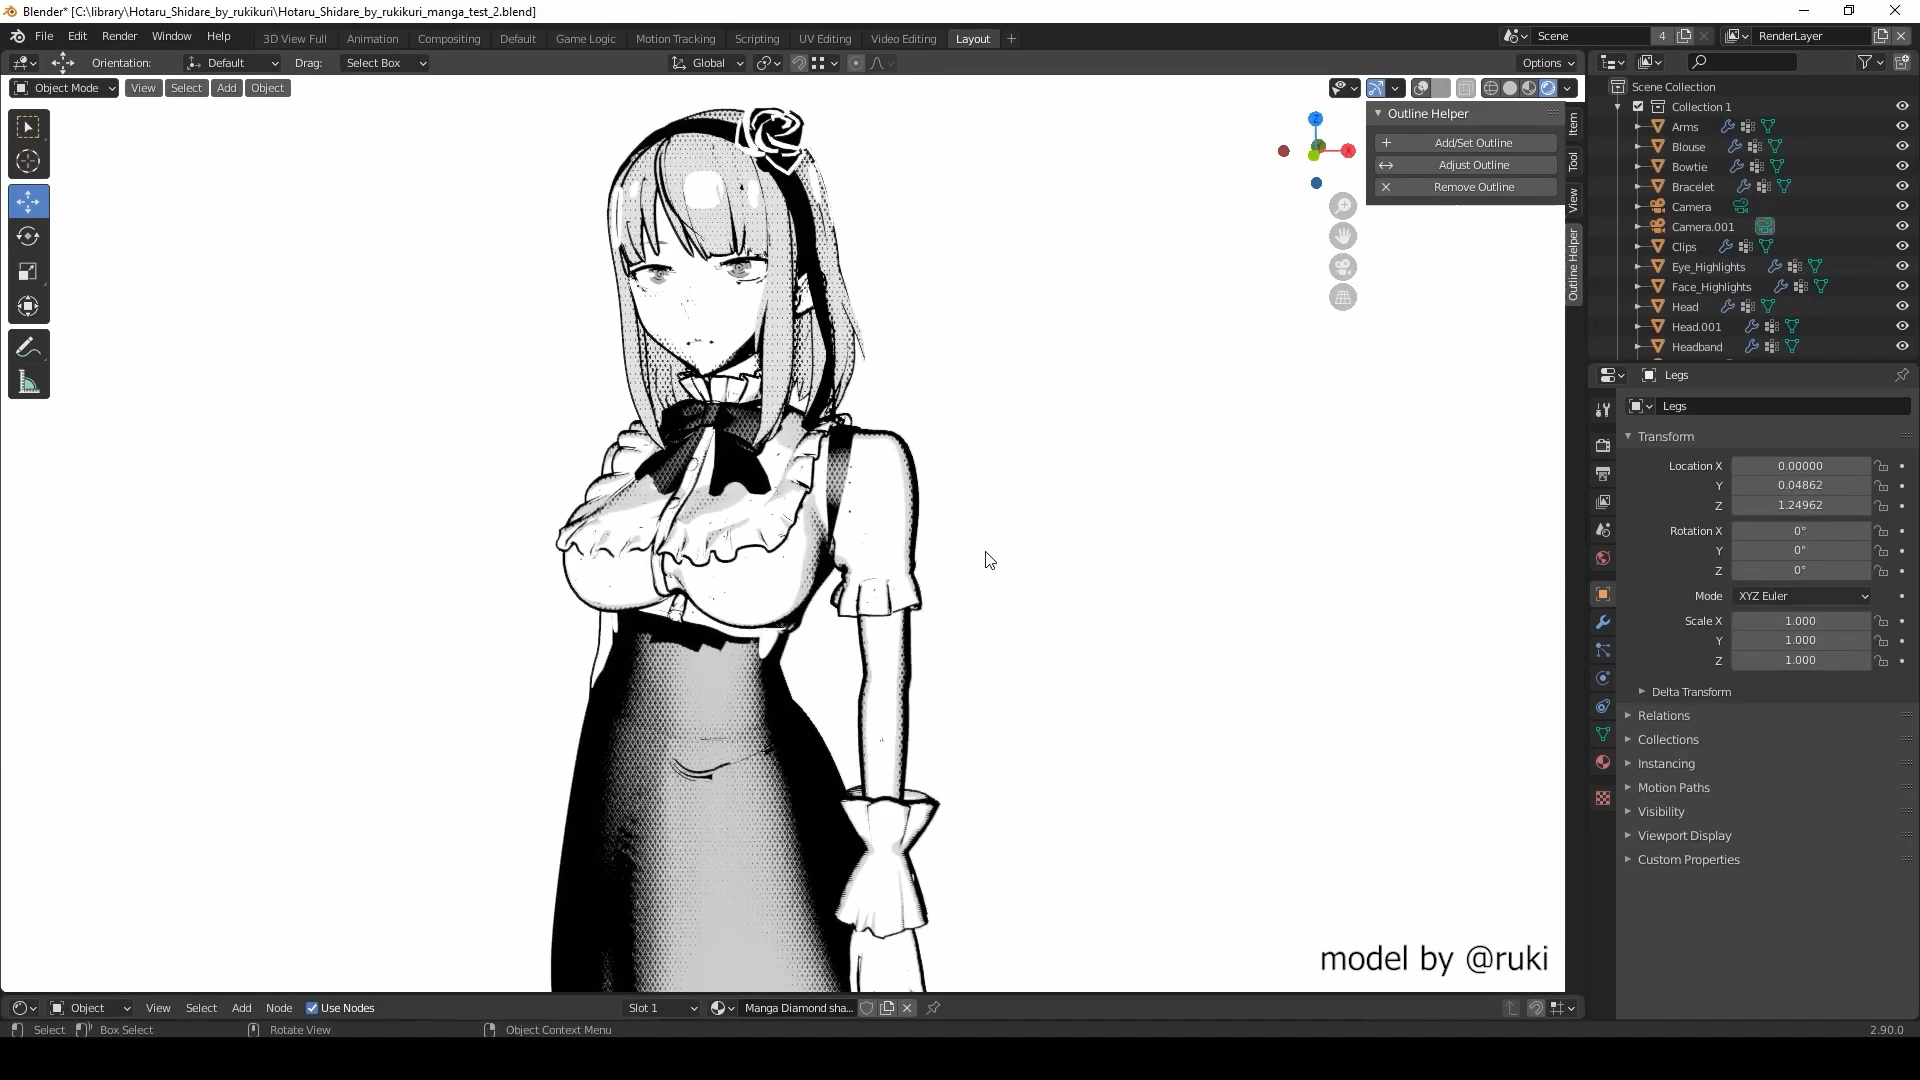 Blender* [C:\library\Hotaru_Shidare_by_rukikuri\Hotaru_Shidare_by_rukikuri_manga_test_2.blend]
File Edit Render Window Help 3D View Full Animation Compositing Default Game Logic Motion Tracking Scripting UV Editing Video Editing Layout + Scene 4 RenderLayer
Orientation: Default Drag: Select Box Global Options
Object Mode View Select Add Object
Outline Helper
Add/Set Outline
Adjust Outline
Remove Outline
Item
Tool
View
Outline Helper
Z
X
Scene Collection
Collection 1
Arms
Blouse
Bowtie
Bracelet
Camera
Camera.001
Clips
Eye_Highlights
Face_Highlights
Head
Head.001
Headband
Legs
Legs
Transform
Location X 0.00000
Y 0.04862
Z 1.24962
Rotation X 0°
Y 0°
Z 0°
Mode XYZ Euler
Scale X 1.000
Y 1.000
Z 1.000
Delta Transform
Relations
Collections
Instancing
Motion Paths
Visibility
Viewport Display
Custom Properties
model by @ruki
Object View Select Add Node Use Nodes Slot 1 Manga Diamond sha...
Select Box Select Rotate View Object Context Menu 2.90.0